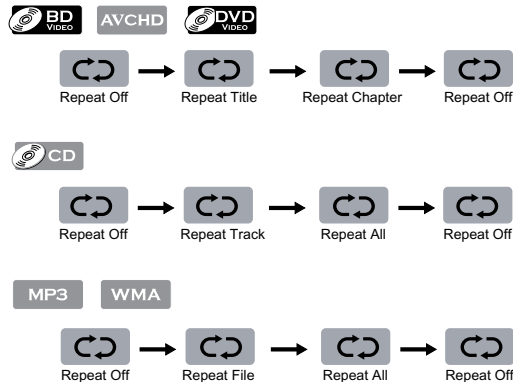 BD VIDEO AVCHD DVD VIDEO
Repeat Off Repeat Title Repeat Chapter Repeat Off
CD
Repeat Off Repeat Track Repeat All Repeat Off
MP3 WMA
Repeat Off Repeat File Repeat All Repeat Off